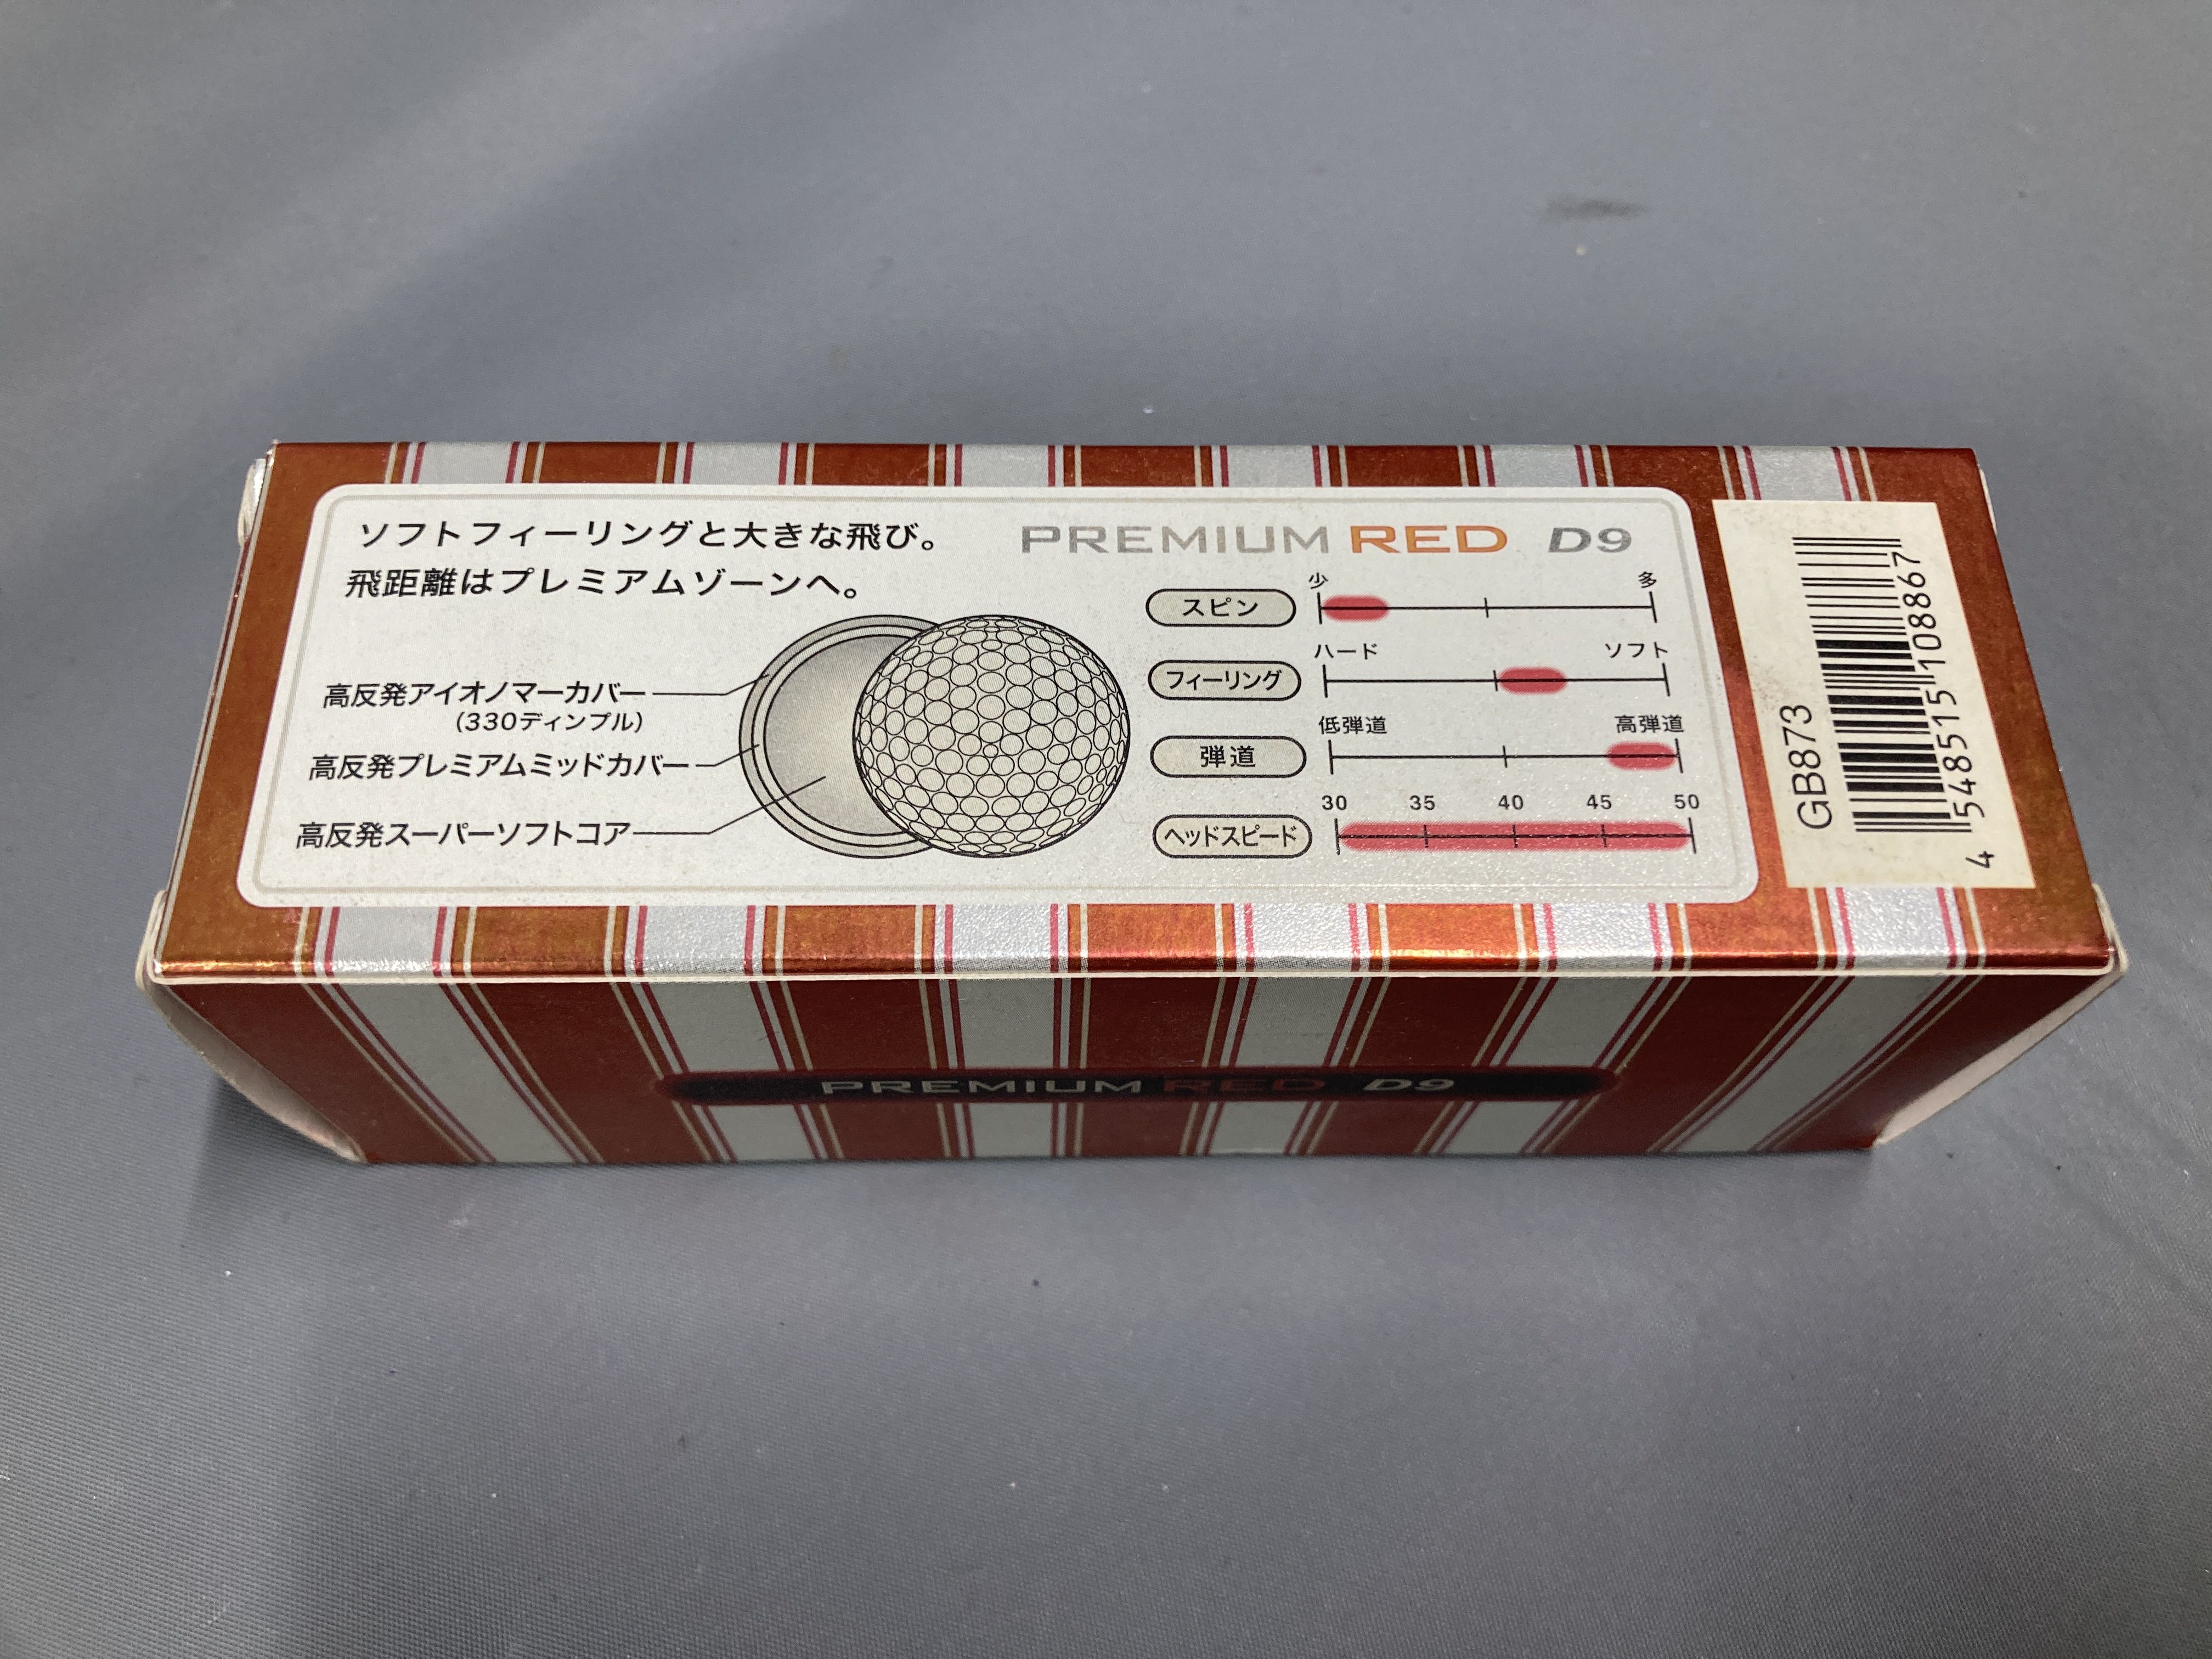 ソフトフィーリングと大きな飛び。
飛距離はプレミアムゾーンへ。
高反発アイオノマーカバー
(330ディンプル)
高反発プレミアムミッドカバー
高反発スーパーソフトコア
PREMIUM RED D9
少 多
スピン
ハード ソフト
フィーリング
低弾道 高弾道
弾道
30 35 40 45 50
ヘッドスピード
GB873
4 548515 108867
PREMIUM RED D9